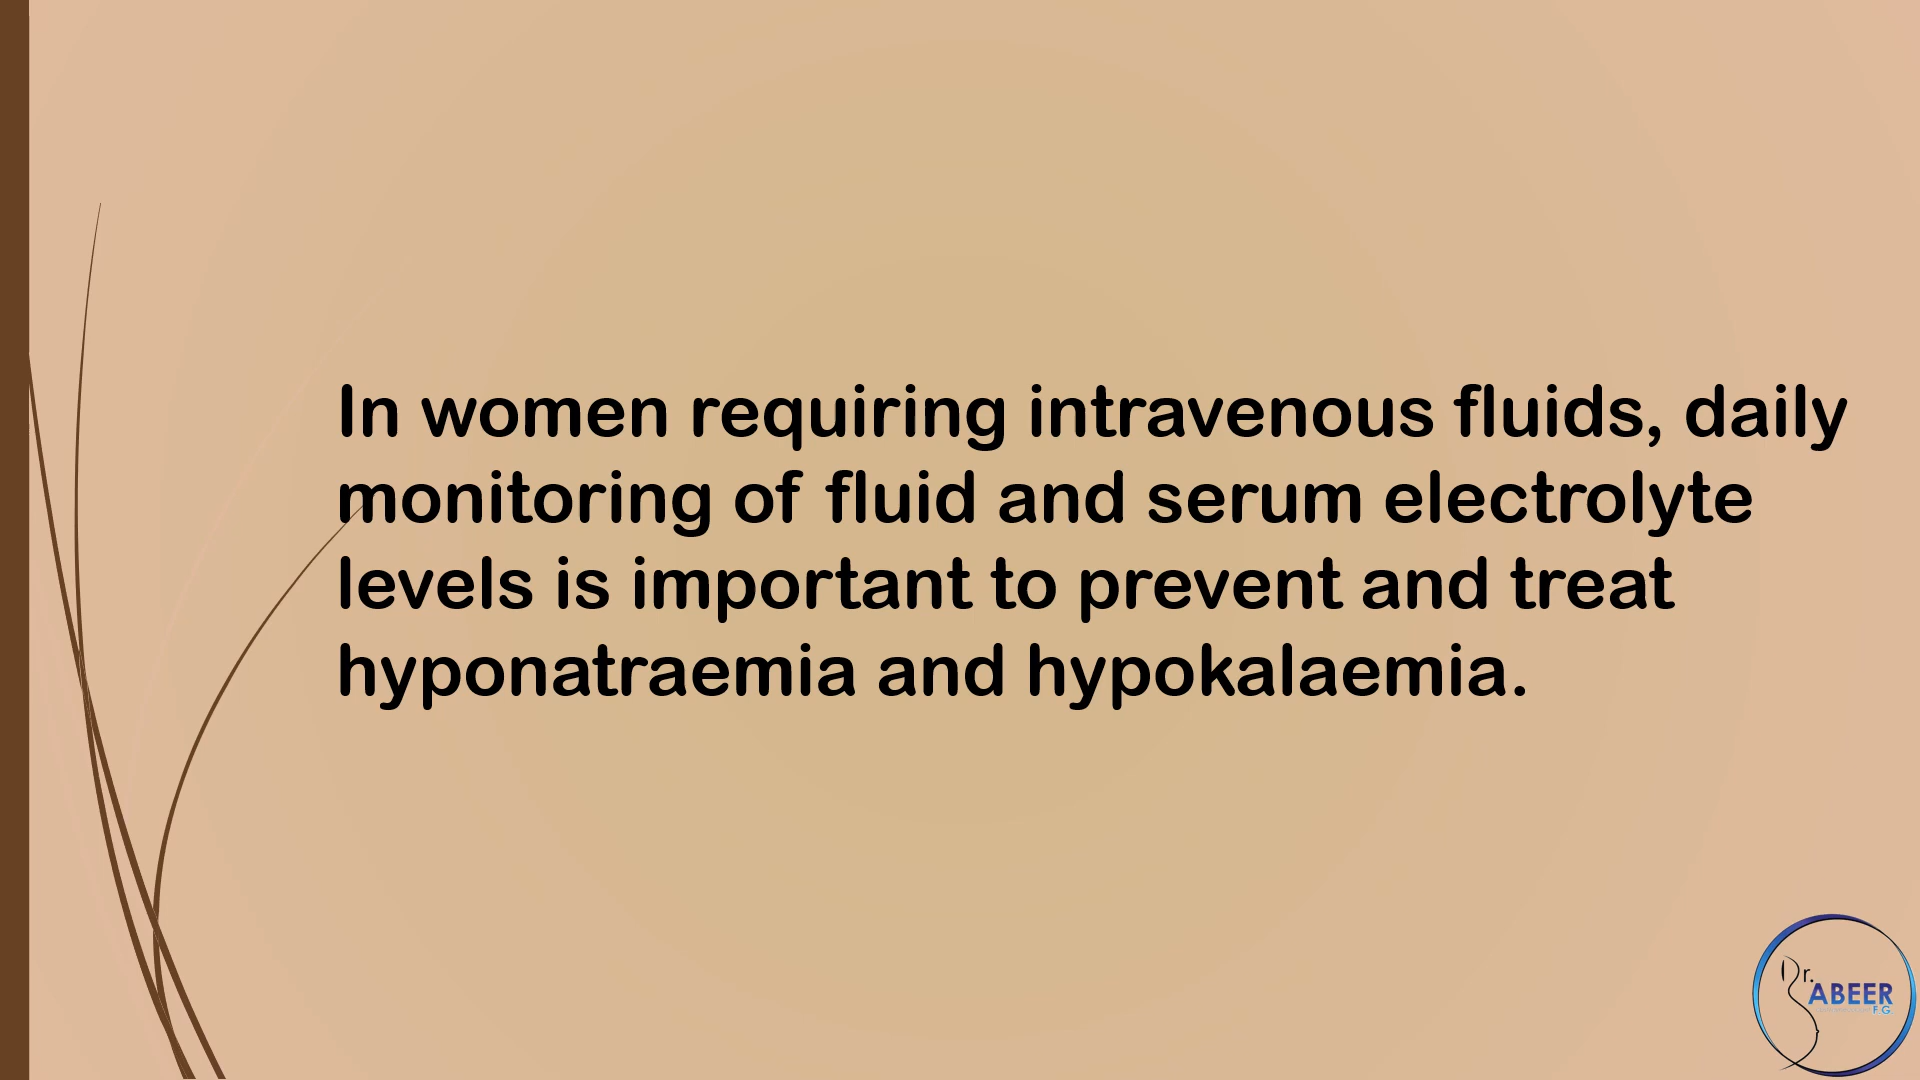 In women requiring intravenous fluids, daily
monitoring of fluid and serum electrolyte
levels is important to prevent and treat
hyponatraemia and hypokalaemia.
Dr.
ABEER
F.G.